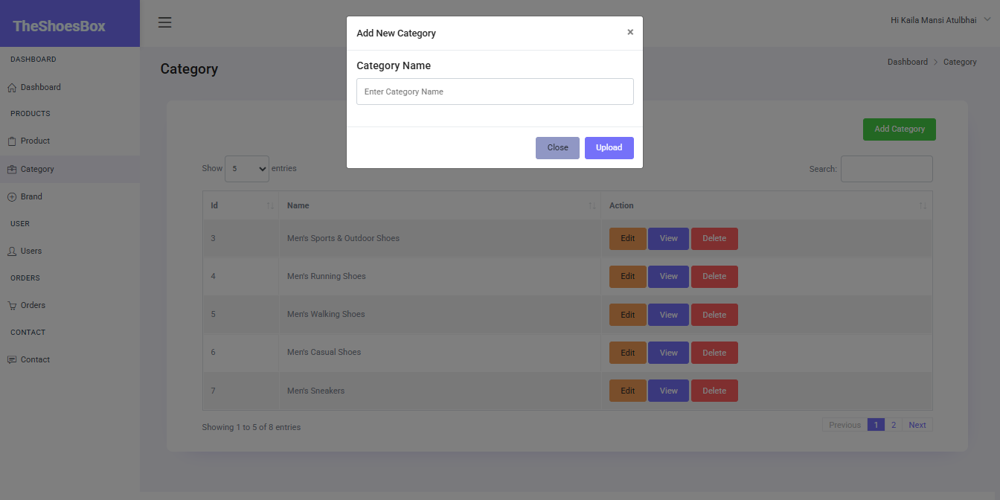 TheShoesBox
Hi Kaila Mansi Atulbhai
DASHBOARD
Dashboard
PRODUCTS
Product
Category
Brand
USER
Users
ORDERS
Orders
CONTACT
Contact
Category
Dashboard > Category
Add New Category ×
Category Name
Enter Category Name
Close Upload
Add Category
Show 5 entries Search:
Id Name Action
3 Men's Sports & Outdoor Shoes Edit View Delete
4 Men's Running Shoes Edit View Delete
5 Men's Walking Shoes Edit View Delete
6 Men's Casual Shoes Edit View Delete
7 Men's Sneakers Edit View Delete
Showing 1 to 5 of 8 entries Previous 1 2 Next